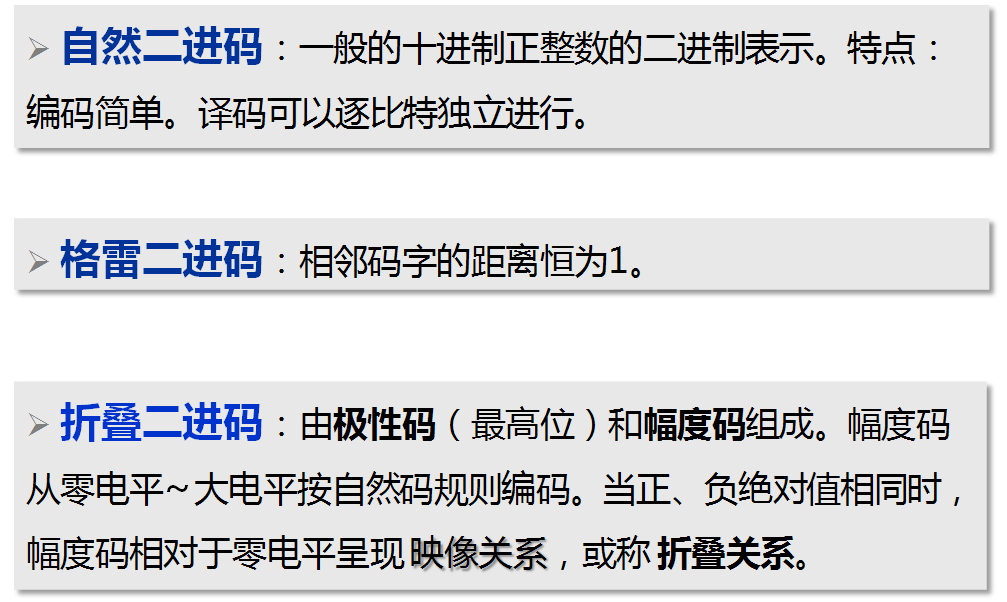 ➢ 自然二进码：一般的十进制正整数的二进制表示。特点：
编码简单。译码可以逐比特独立进行。
➢ 格雷二进码：相邻码字的距离恒为1。
➢ 折叠二进码：由极性码（最高位）和幅度码组成。幅度码
从零电平~大电平按自然码规则编码。当正、负绝对值相同时，
幅度码相对于零电平呈现映像关系，或称折叠关系。